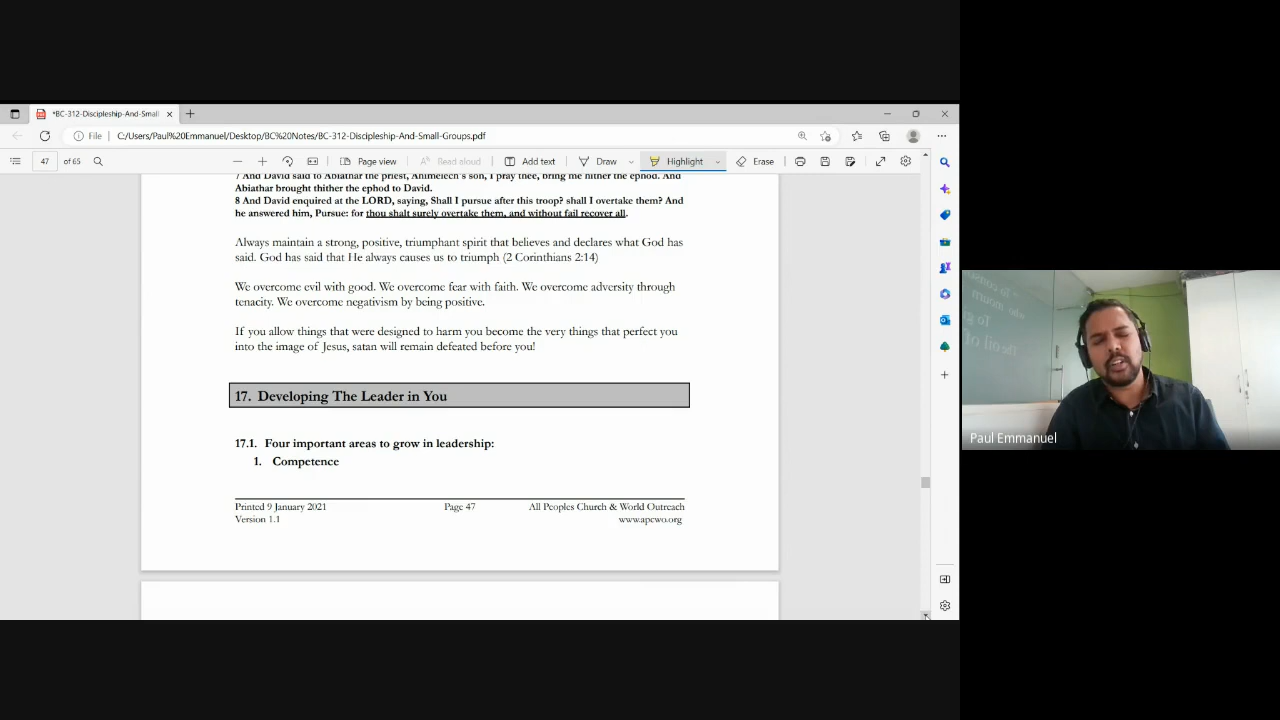 *BC-312-Discipleship-And-Small
File
C:/Users/Paul%20Emmanuel/Desktop/BC%20Notes/BC-312-Discipleship-And-Small-Groups.pdf
47 of 65
Page view
Read aloud
Add text
Draw
Highlight
Erase
7 And David said to Abiathar the priest, Ahimelech's son, I pray thee, bring me hither the ephod. And
Abiathar brought thither the ephod to David.
8 And David enquired at the LORD, saying, Shall I pursue after this troop? shall I overtake them? And
he answered him, Pursue: for thou shalt surely overtake them, and without fail recover all.
Always maintain a strong, positive, triumphant spirit that believes and declares what God has
said. God has said that He always causes us to triumph (2 Corinthians 2:14)
We overcome evil with good. We overcome fear with faith. We overcome adversity through
tenacity. We overcome negativism by being positive.
If you allow things that were designed to harm you become the very things that perfect you
into the image of Jesus, satan will remain defeated before you!
17. Developing The Leader in You
17.1. Four important areas to grow in leadership:
1. Competence
Printed 9 January 2021 Page 47 All Peoples Church & World Outreach
Version 1.1 www.apcwo.org
Paul Emmanuel